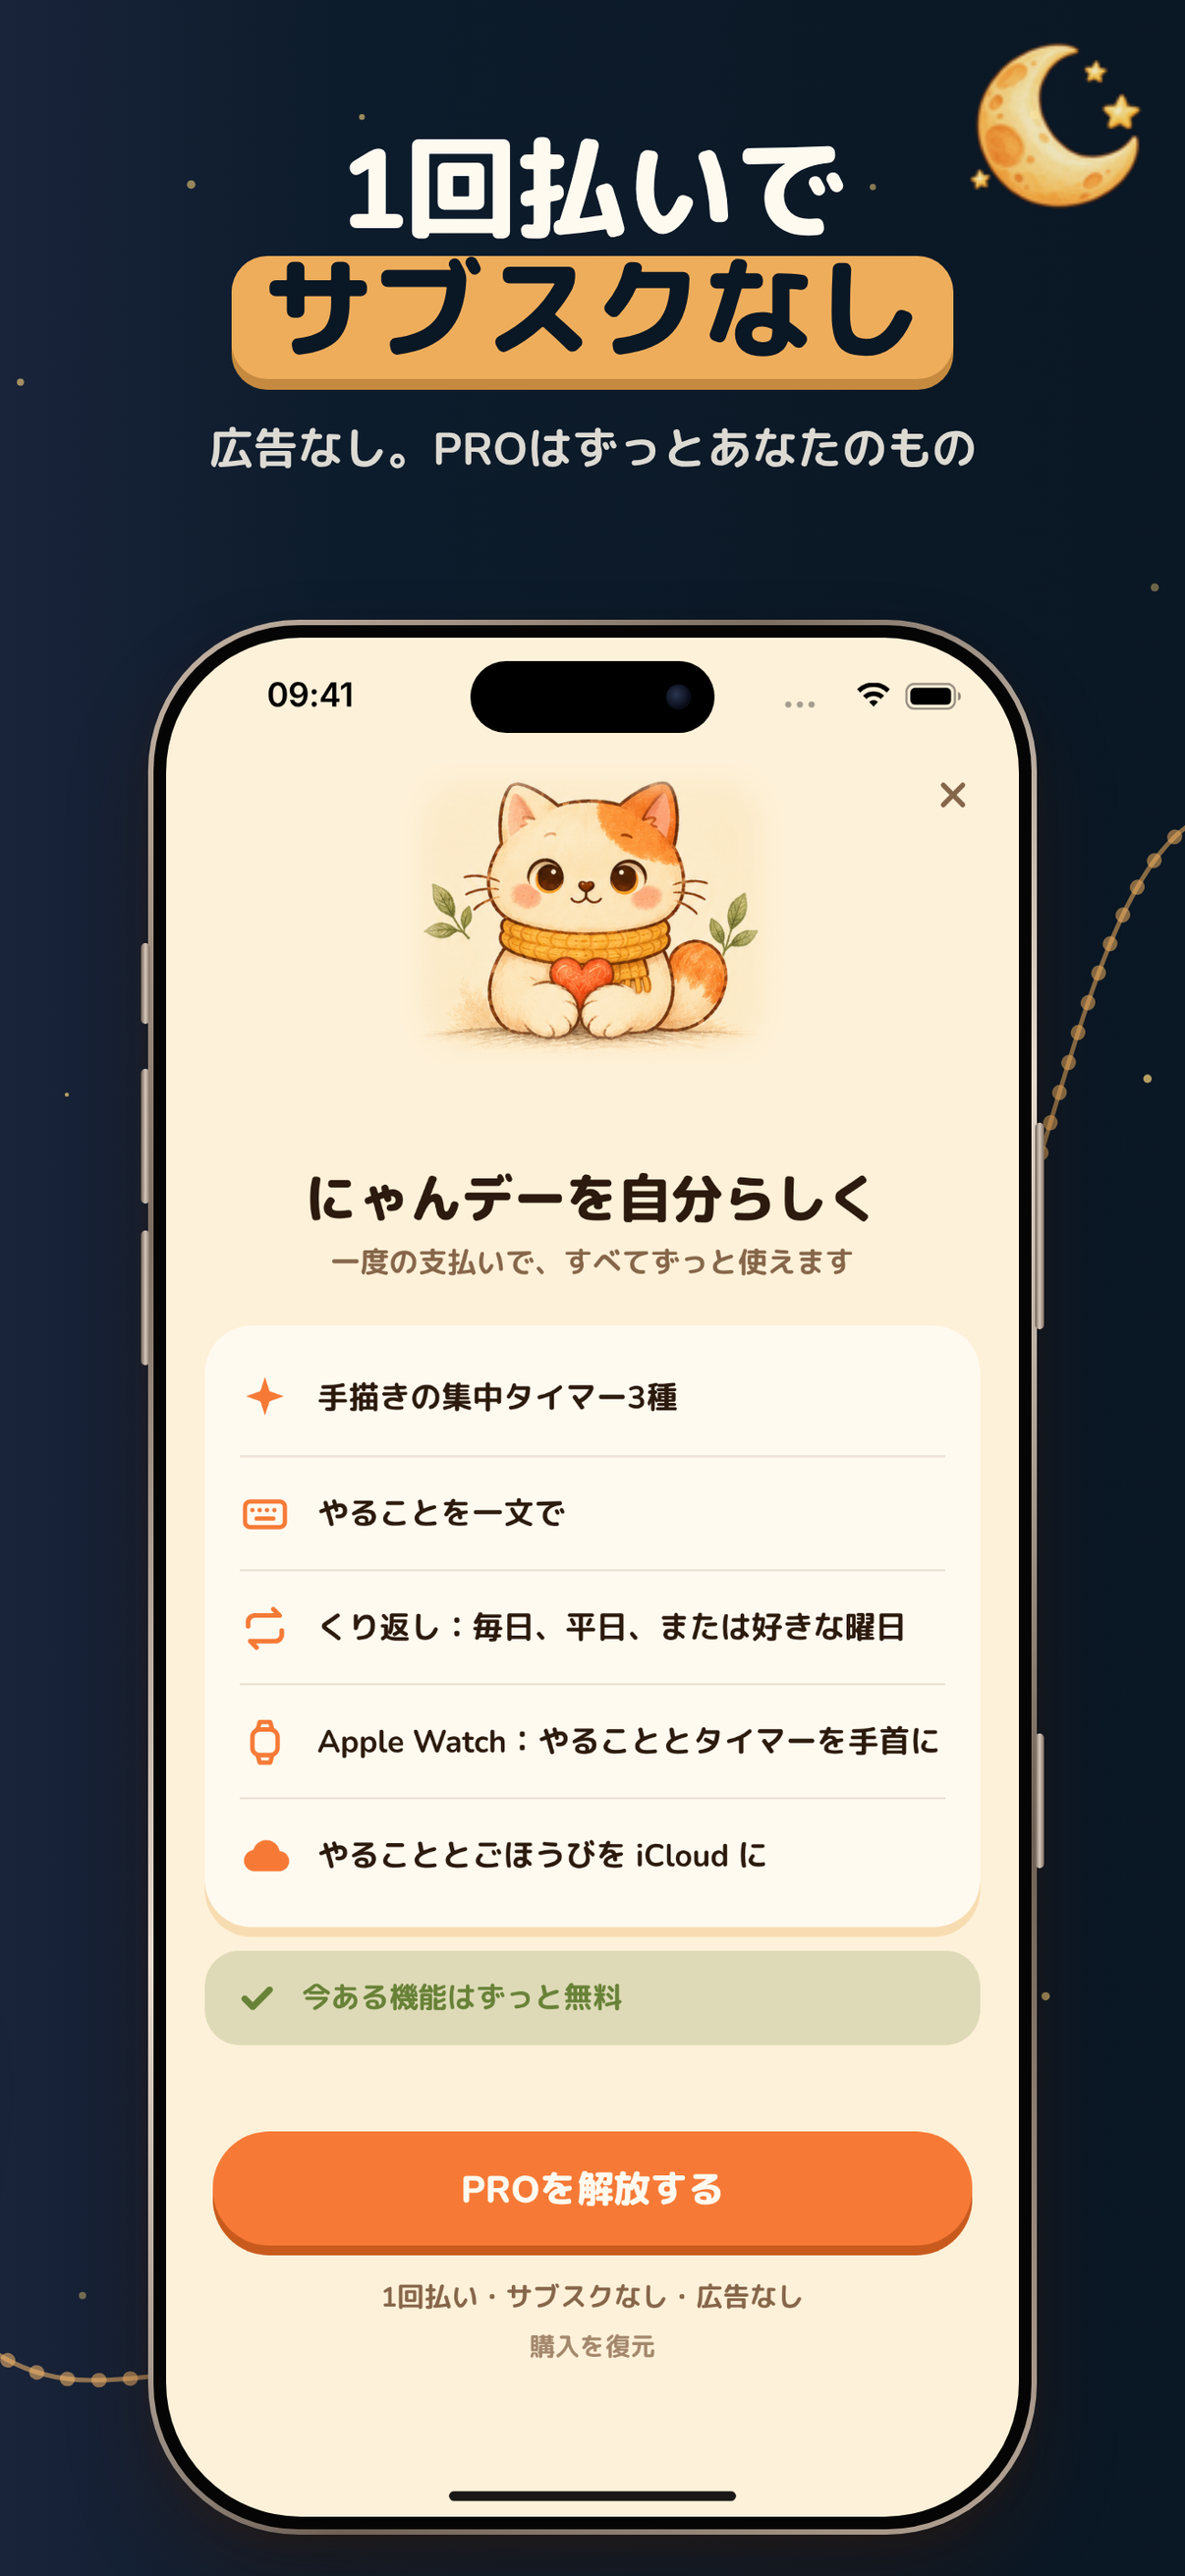 1回払いで
サブスクなし
広告なし。PROはずっとあなたのもの
09:41
にゃんデーを自分らしく
一度の支払いで、すべてずっと使えます
手描きの集中タイマー3種
やることを一文で
くり返し：毎日、平日、または好きな曜日
Apple Watch：やることとタイマーを手首に
やることとごほうびを iCloud に
今ある機能はずっと無料
PROを解放する
1回払い・サブスクなし・広告なし
購入を復元